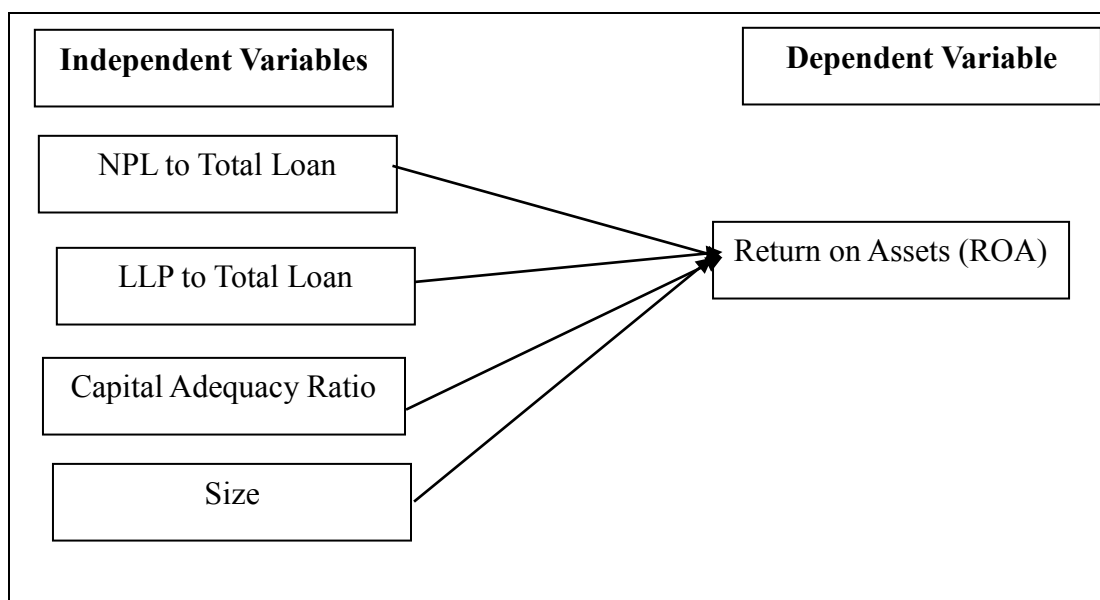 Independent Variables
Dependent Variable
NPL to Total Loan
LLP to Total Loan
Capital Adequacy Ratio
Size
Return on Assets (ROA)